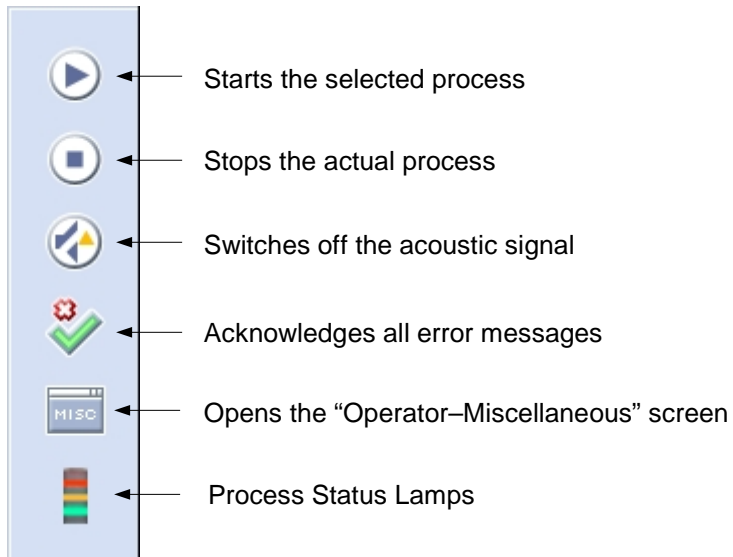 Starts the selected process
Stops the actual process
Switches off the acoustic signal
Acknowledges all error messages
MISC
Opens the “Operator–Miscellaneous” screen
Process Status Lamps